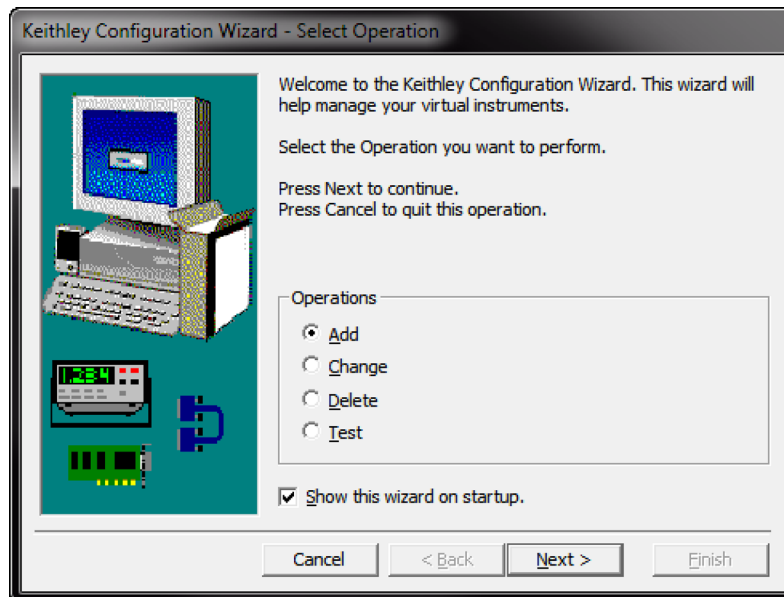 Keithley Configuration Wizard - Select Operation
Welcome to the Keithley Configuration Wizard. This wizard will
help manage your virtual instruments.
Select the Operation you want to perform.
Press Next to continue.
Press Cancel to quit this operation.
Operations
Add
Change
Delete
Test
1.234
Show this wizard on startup.
Cancel
< Back
Next >
Finish